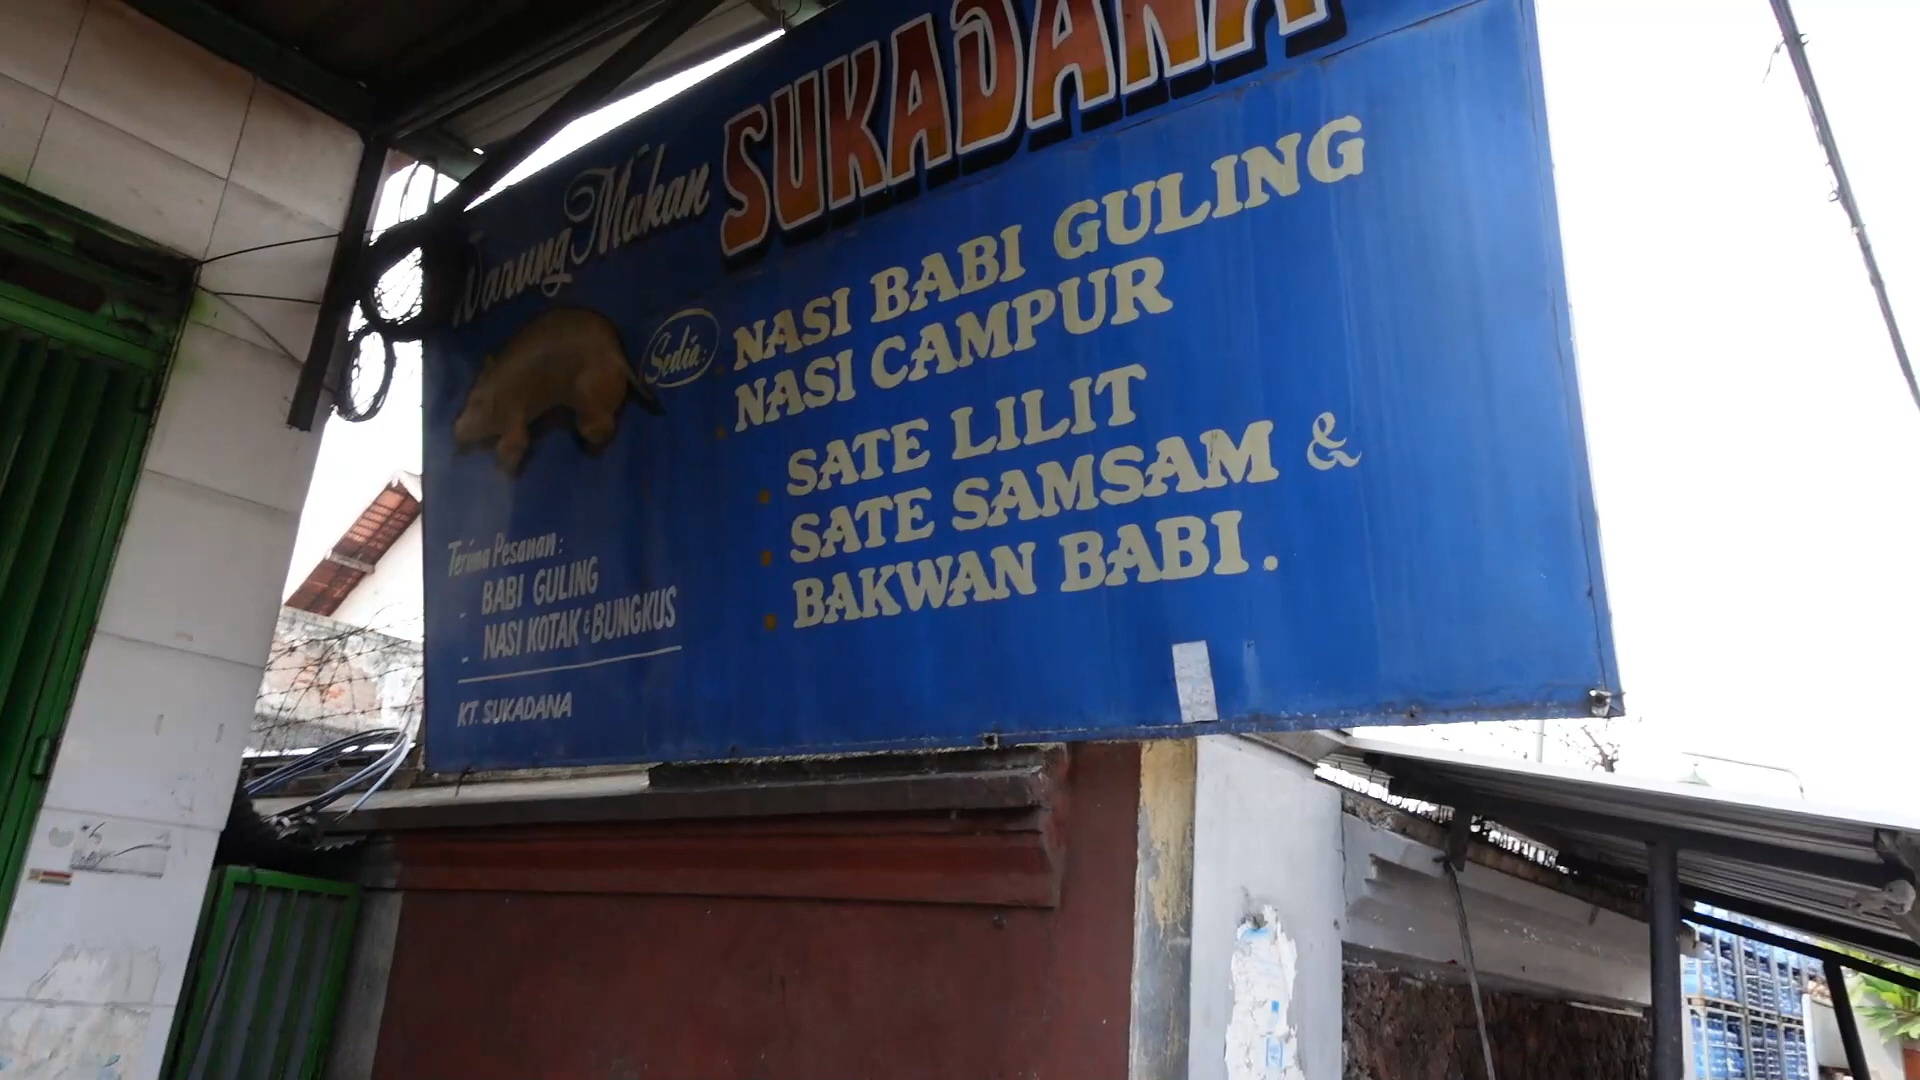 Warung Makan SUKADANA
Sedia:
NASI BABI GULING
NASI CAMPUR
SATE LILIT
SATE SAMSAM &
BAKWAN BABI.
Terima Pesanan:
- BABI GULING
- NASI KOTAK & BUNGKUS
KT. SUKADANA